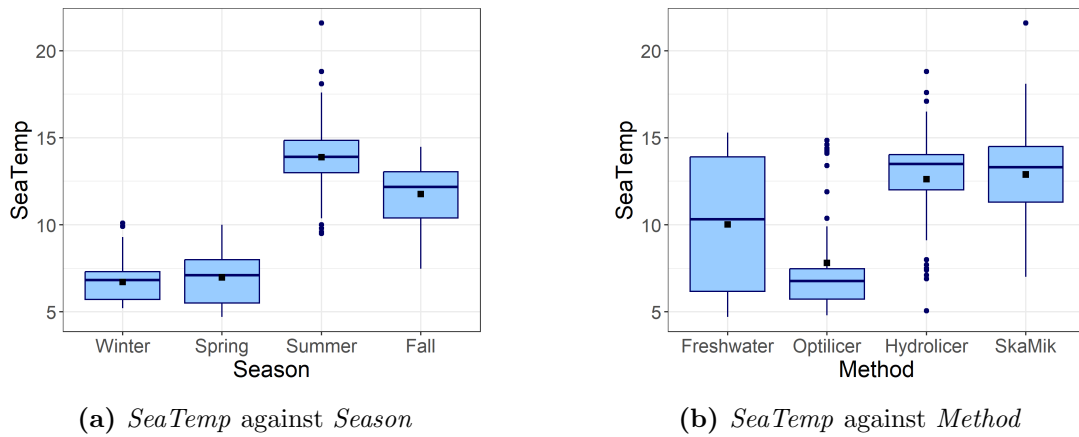 SeaTemp
20
15
10
5
Winter Spring Summer Fall
Season
(a) SeaTemp against Season
SeaTemp
20
15
10
5
Freshwater Optilicer Hydrolicer SkaMik
Method
(b) SeaTemp against Method